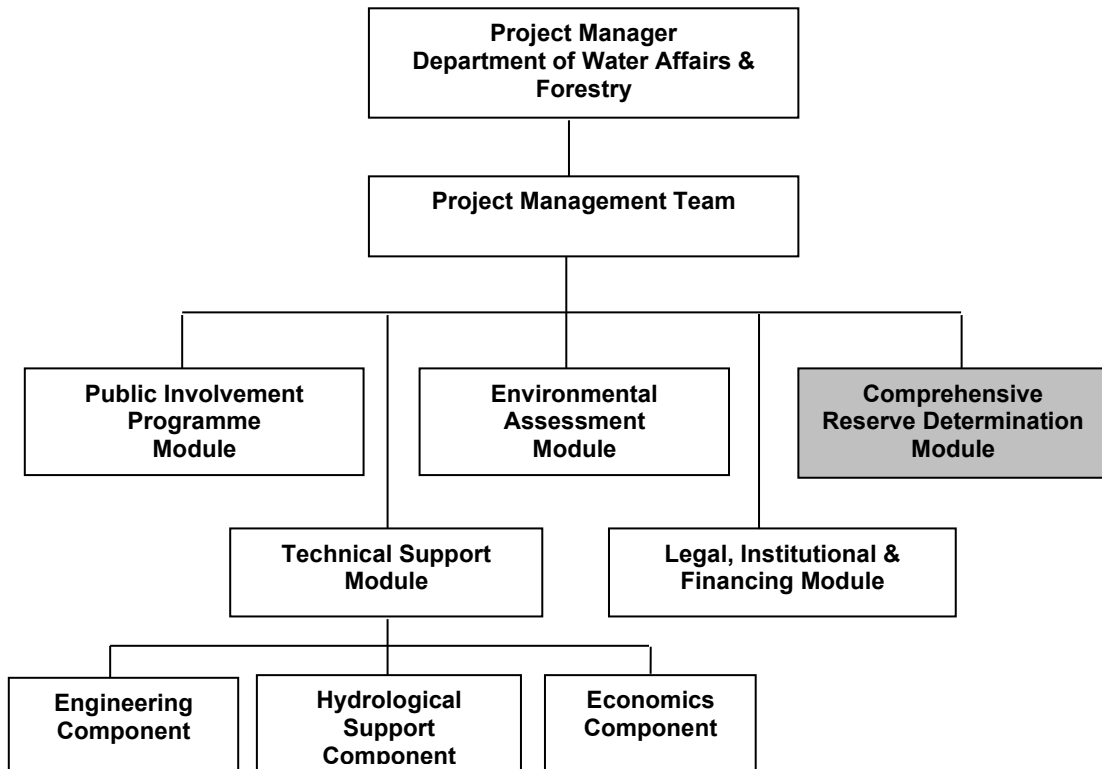 Project Manager
Department of Water Affairs &
Forestry
Project Management Team
Public Involvement
Programme
Module
Environmental
Assessment
Module
Comprehensive
Reserve Determination
Module
Technical Support
Module
Legal, Institutional &
Financing Module
Engineering
Component
Hydrological
Support
Component
Economics
Component